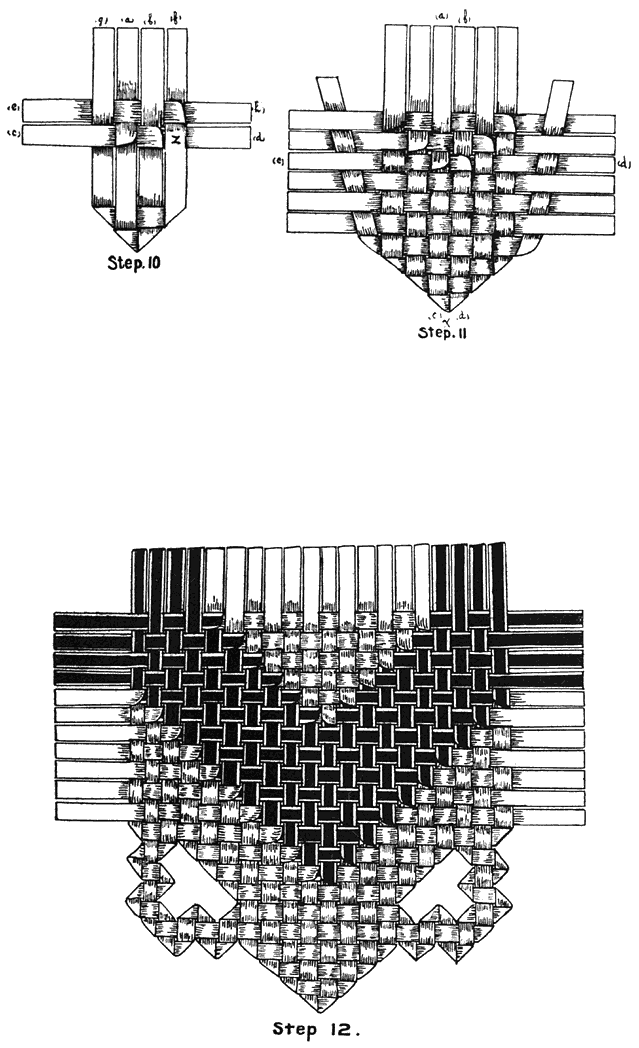 (g) (a) (b) (f)
(e)
(c) N (d)
Step. 10
(a) (b)
(e) (d)
(c) (d)
Step. 11
Step 12.